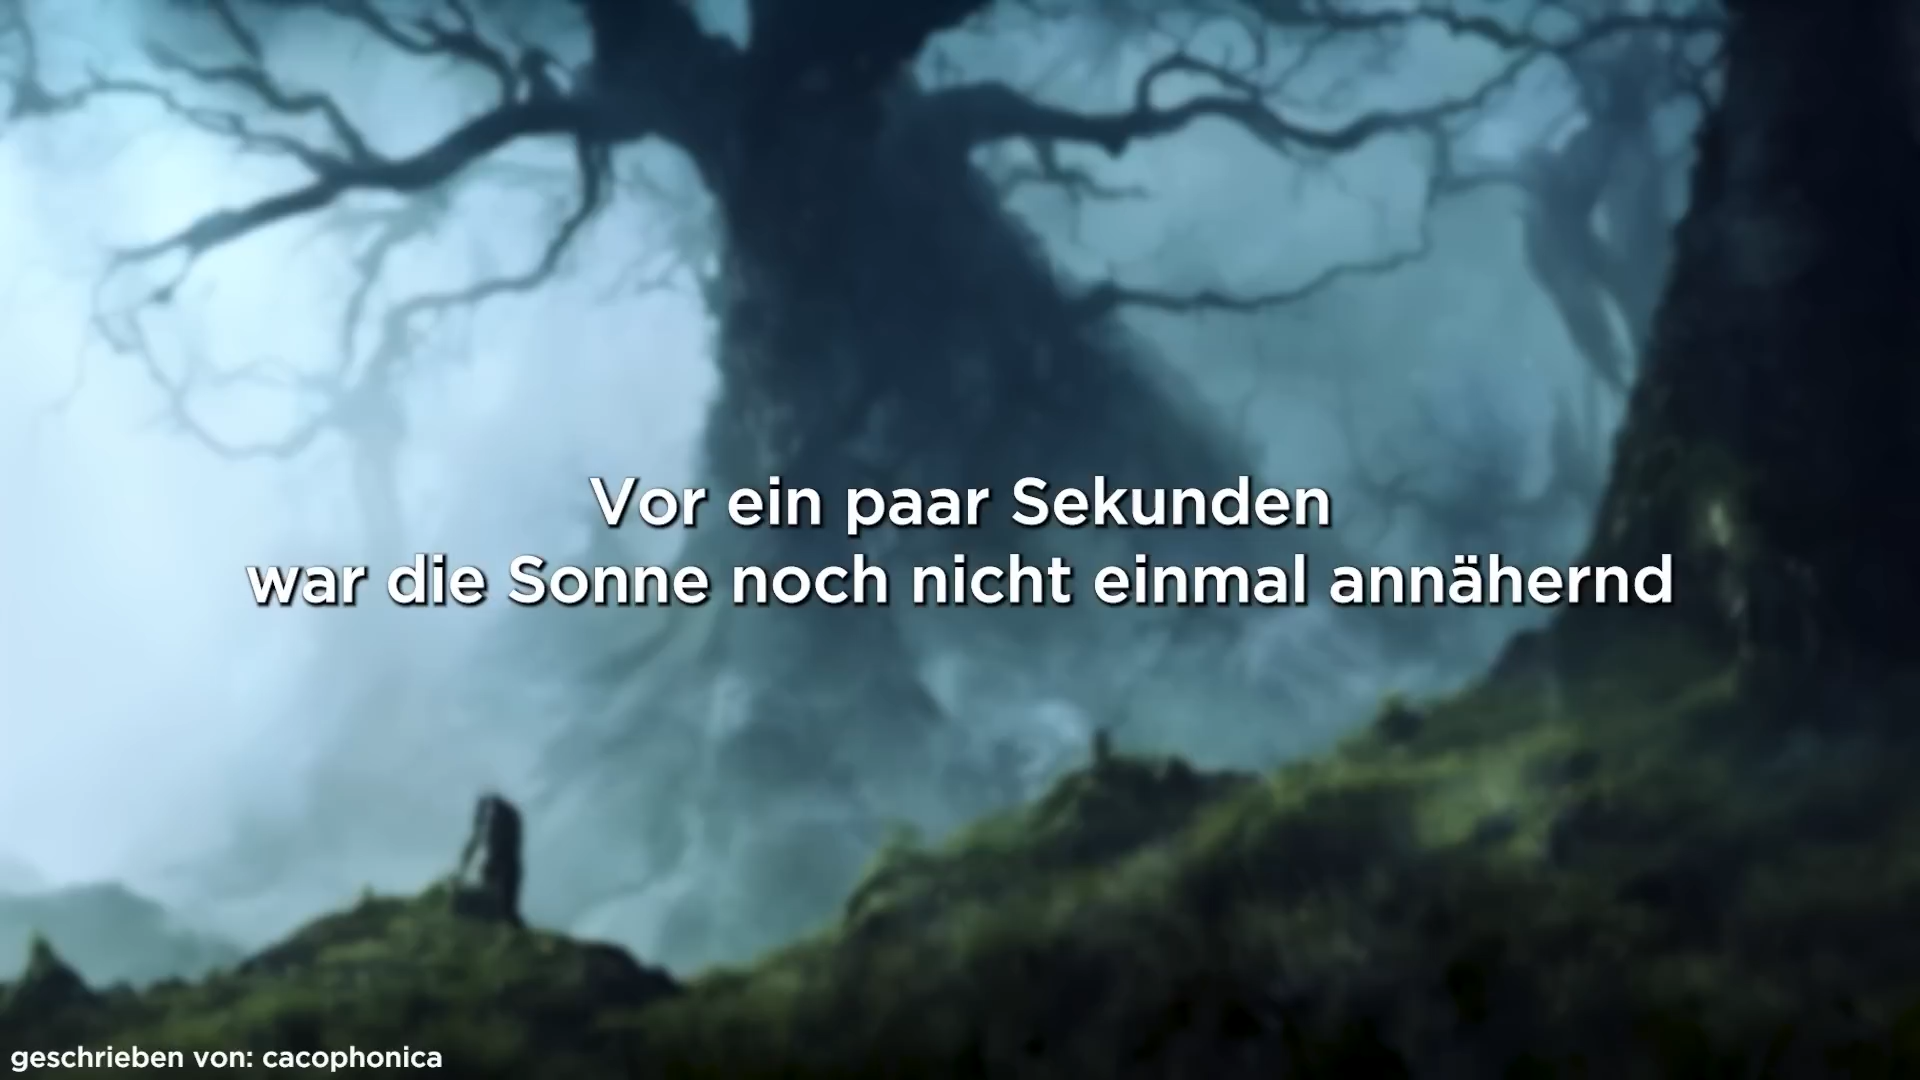 Vor ein paar Sekunden
war die Sonne noch nicht einmal annähernd
geschrieben von: cacophonica